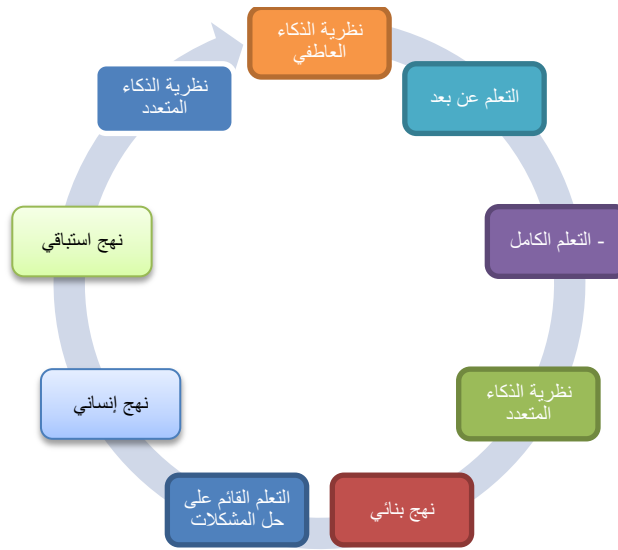 نظرية الذكاء
العاطفي
التعلم عن بعد
- التعلم الكامل
نظرية الذكاء
المتعدد
نهج بنائي
التعلم القائم على
حل المشكلات
نهج إنساني
نهج استباقي
نظرية الذكاء
المتعدد